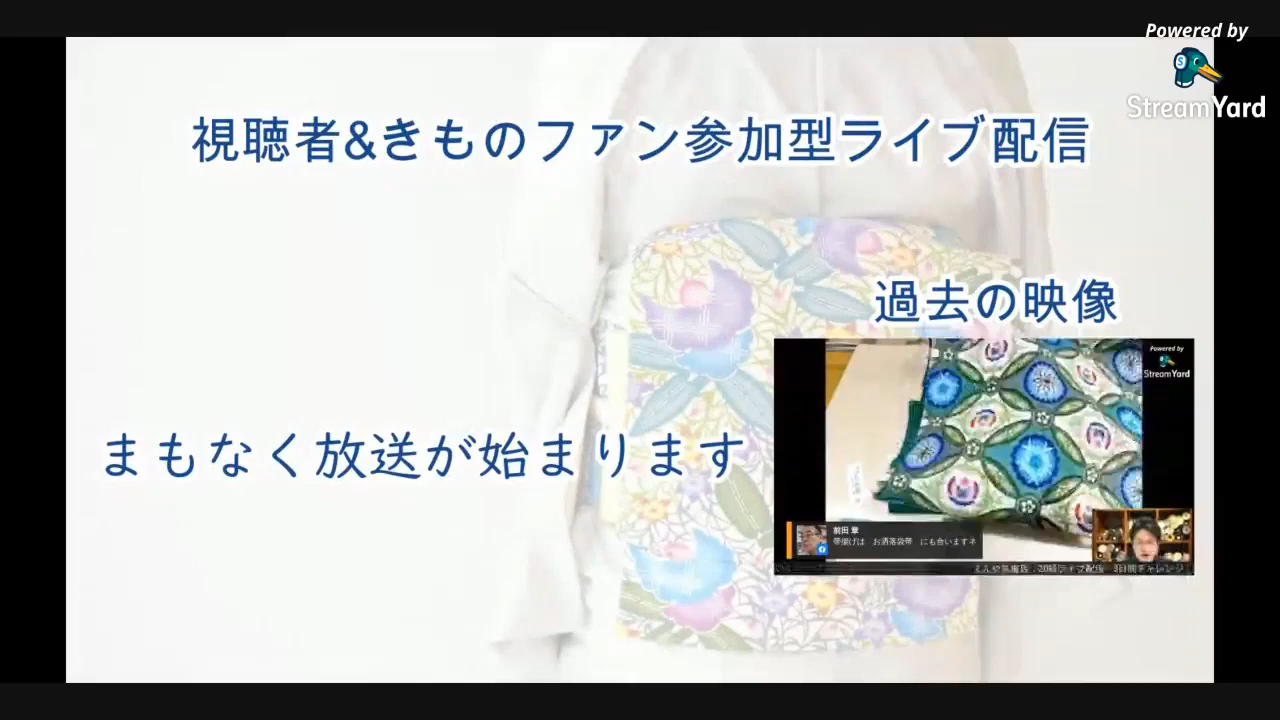 Powered by
StreamYard
視聴者&きものファン参加型ライブ配信
過去の映像
まもなく放送が始まります
Powered by
StreamYard
前田 章
帯揚げは お洒落袋帯 にも合いますネ